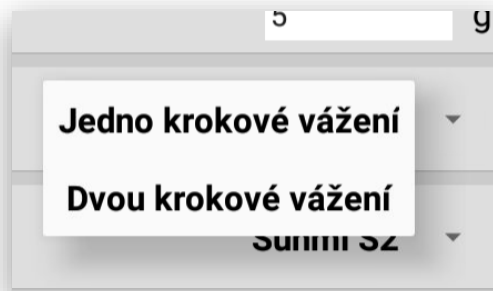 5 g
Jedno krokové vážení
Dvou krokové vážení
Sunmi S2